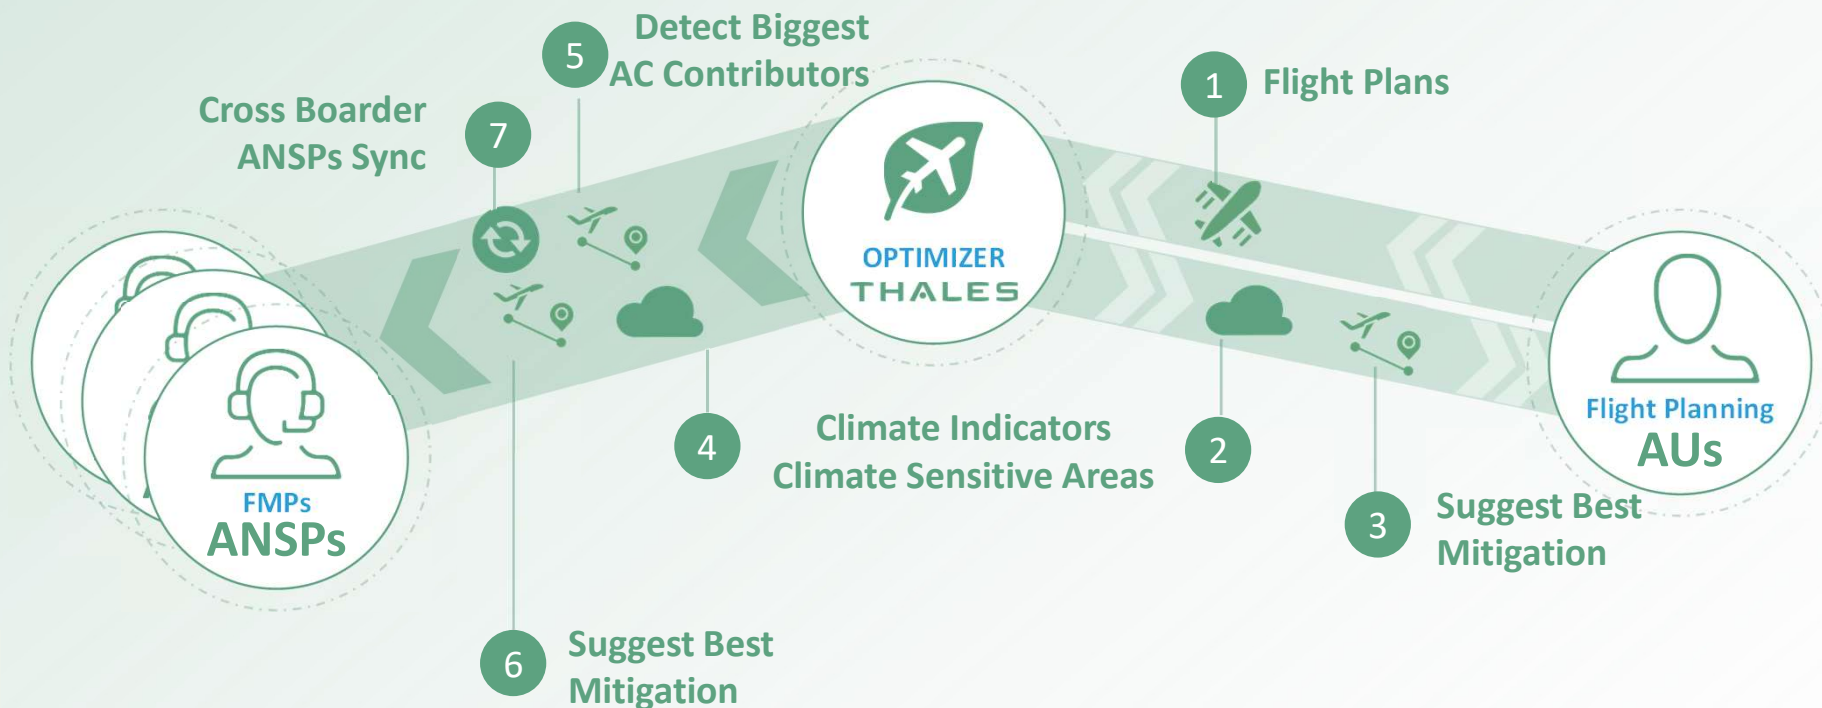 5
Detect Biggest
AC Contributors
1
Flight Plans
7
Cross Boarder
ANSPs Sync
OPTIMIZER
THALES
Flight Planning
AUs
FMPs
ANSPs
4
Climate Indicators
Climate Sensitive Areas
2
3
Suggest Best
Mitigation
6
Suggest Best
Mitigation